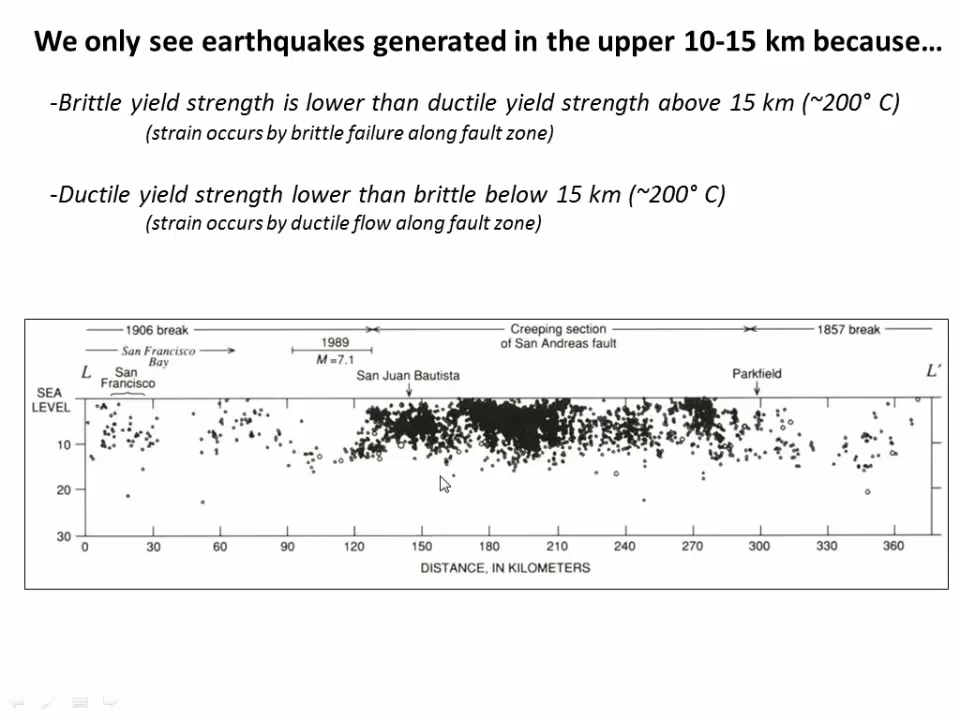 We only see earthquakes generated in the upper 10-15 km because…
-Brittle yield strength is lower than ductile yield strength above 15 km (~200° C)
(strain occurs by brittle failure along fault zone)
-Ductile yield strength lower than brittle below 15 km (~200° C)
(strain occurs by ductile flow along fault zone)
1906 break
Creeping section
of San Andreas fault
1857 break
San Francisco
Bay
1989
M=7.1
L
San
Francisco
San Juan Bautista
Parkfield
L'
SEA
LEVEL
10
20
30
0 30 60 90 120 150 180 210 240 270 300 330 360
DISTANCE, IN KILOMETERS